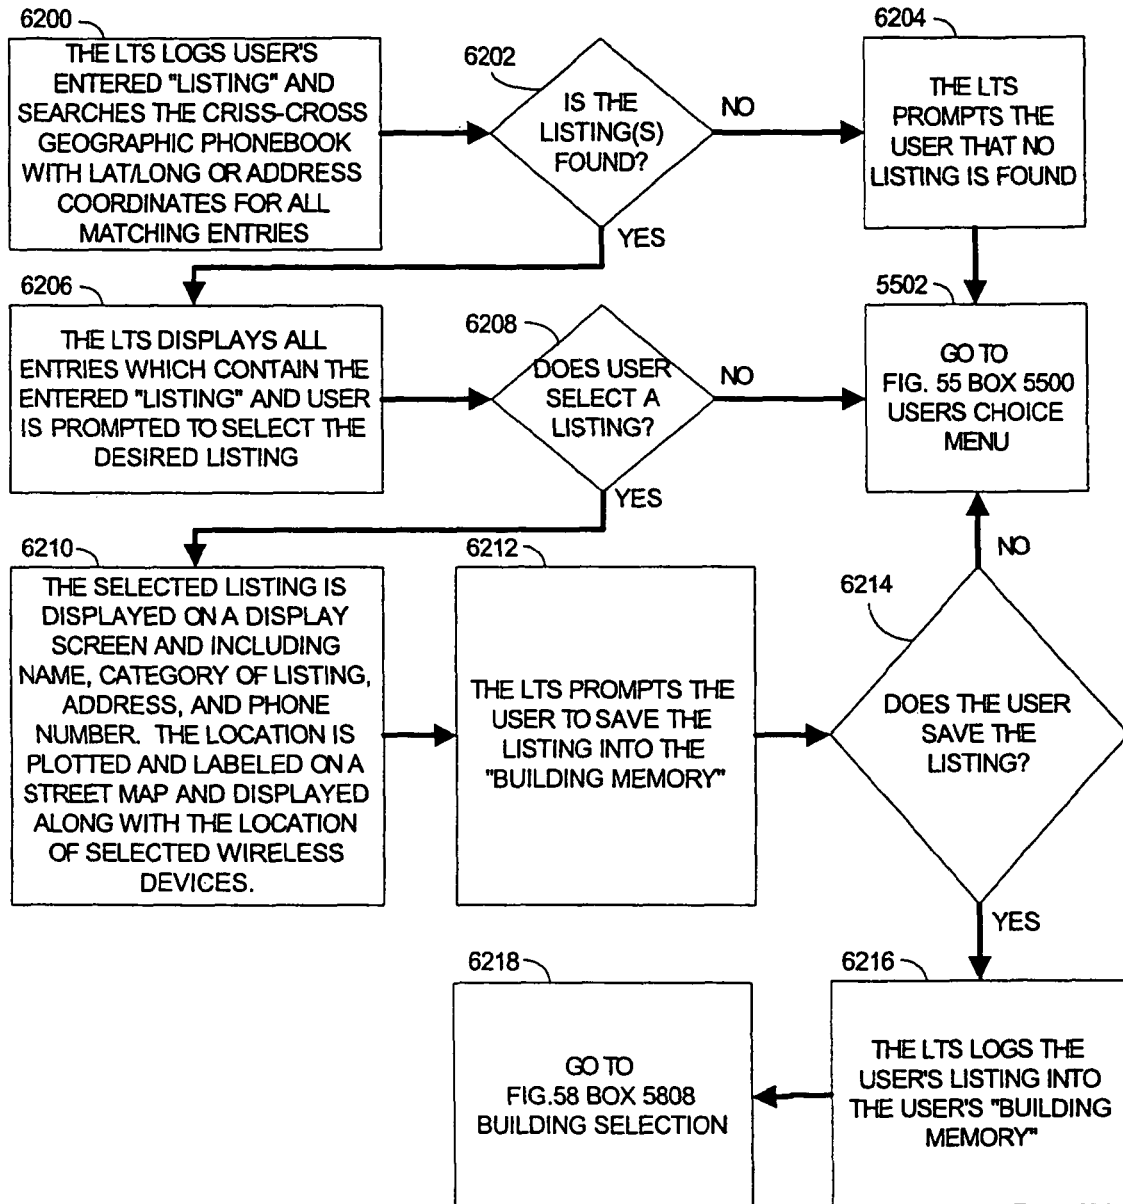 6200
THE LTS LOGS USER'S
ENTERED "LISTING" AND
SEARCHES THE CRISS-CROSS
GEOGRAPHIC PHONEBOOK
WITH LAT/LONG OR ADDRESS
COORDINATES FOR ALL
MATCHING ENTRIES
6202
IS THE
LISTING(S)
FOUND?
NO
YES
6204
THE LTS
PROMPTS THE
USER THAT NO
LISTING IS FOUND
6206
THE LTS DISPLAYS ALL
ENTRIES WHICH CONTAIN THE
ENTERED "LISTING" AND USER
IS PROMPTED TO SELECT THE
DESIRED LISTING
6208
DOES USER
SELECT A
LISTING?
NO
YES
5502
GO TO
FIG. 55 BOX 5500
USERS CHOICE
MENU
6210
THE SELECTED LISTING IS
DISPLAYED ON A DISPLAY
SCREEN AND INCLUDING
NAME, CATEGORY OF LISTING,
ADDRESS, AND PHONE
NUMBER. THE LOCATION IS
PLOTTED AND LABELED ON A
STREET MAP AND DISPLAYED
ALONG WITH THE LOCATION
OF SELECTED WIRELESS
DEVICES.
6212
THE LTS PROMPTS THE
USER TO SAVE THE
LISTING INTO THE
"BUILDING MEMORY"
6214
NO
DOES THE USER
SAVE THE
LISTING?
YES
6218
GO TO
FIG.58 BOX 5808
BUILDING SELECTION
6216
THE LTS LOGS THE
USER'S LISTING INTO
THE USER'S "BUILDING
MEMORY"